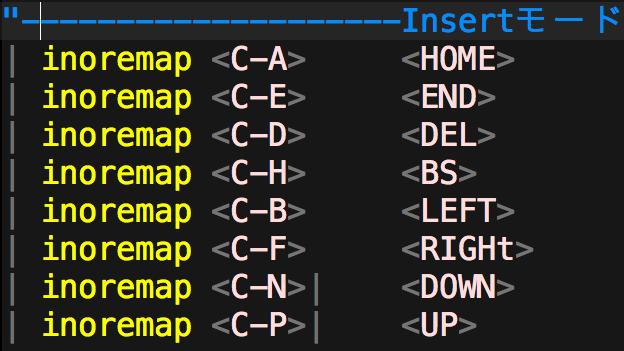 "--------------------Insertモード
| inoremap <C-A>     <HOME>
| inoremap <C-E>     <END>
| inoremap <C-D>     <DEL>
| inoremap <C-H>     <BS>
| inoremap <C-B>     <LEFT>
| inoremap <C-F>     <RIGHt>
| inoremap <C-N>|    <DOWN>
| inoremap <C-P>|    <UP>